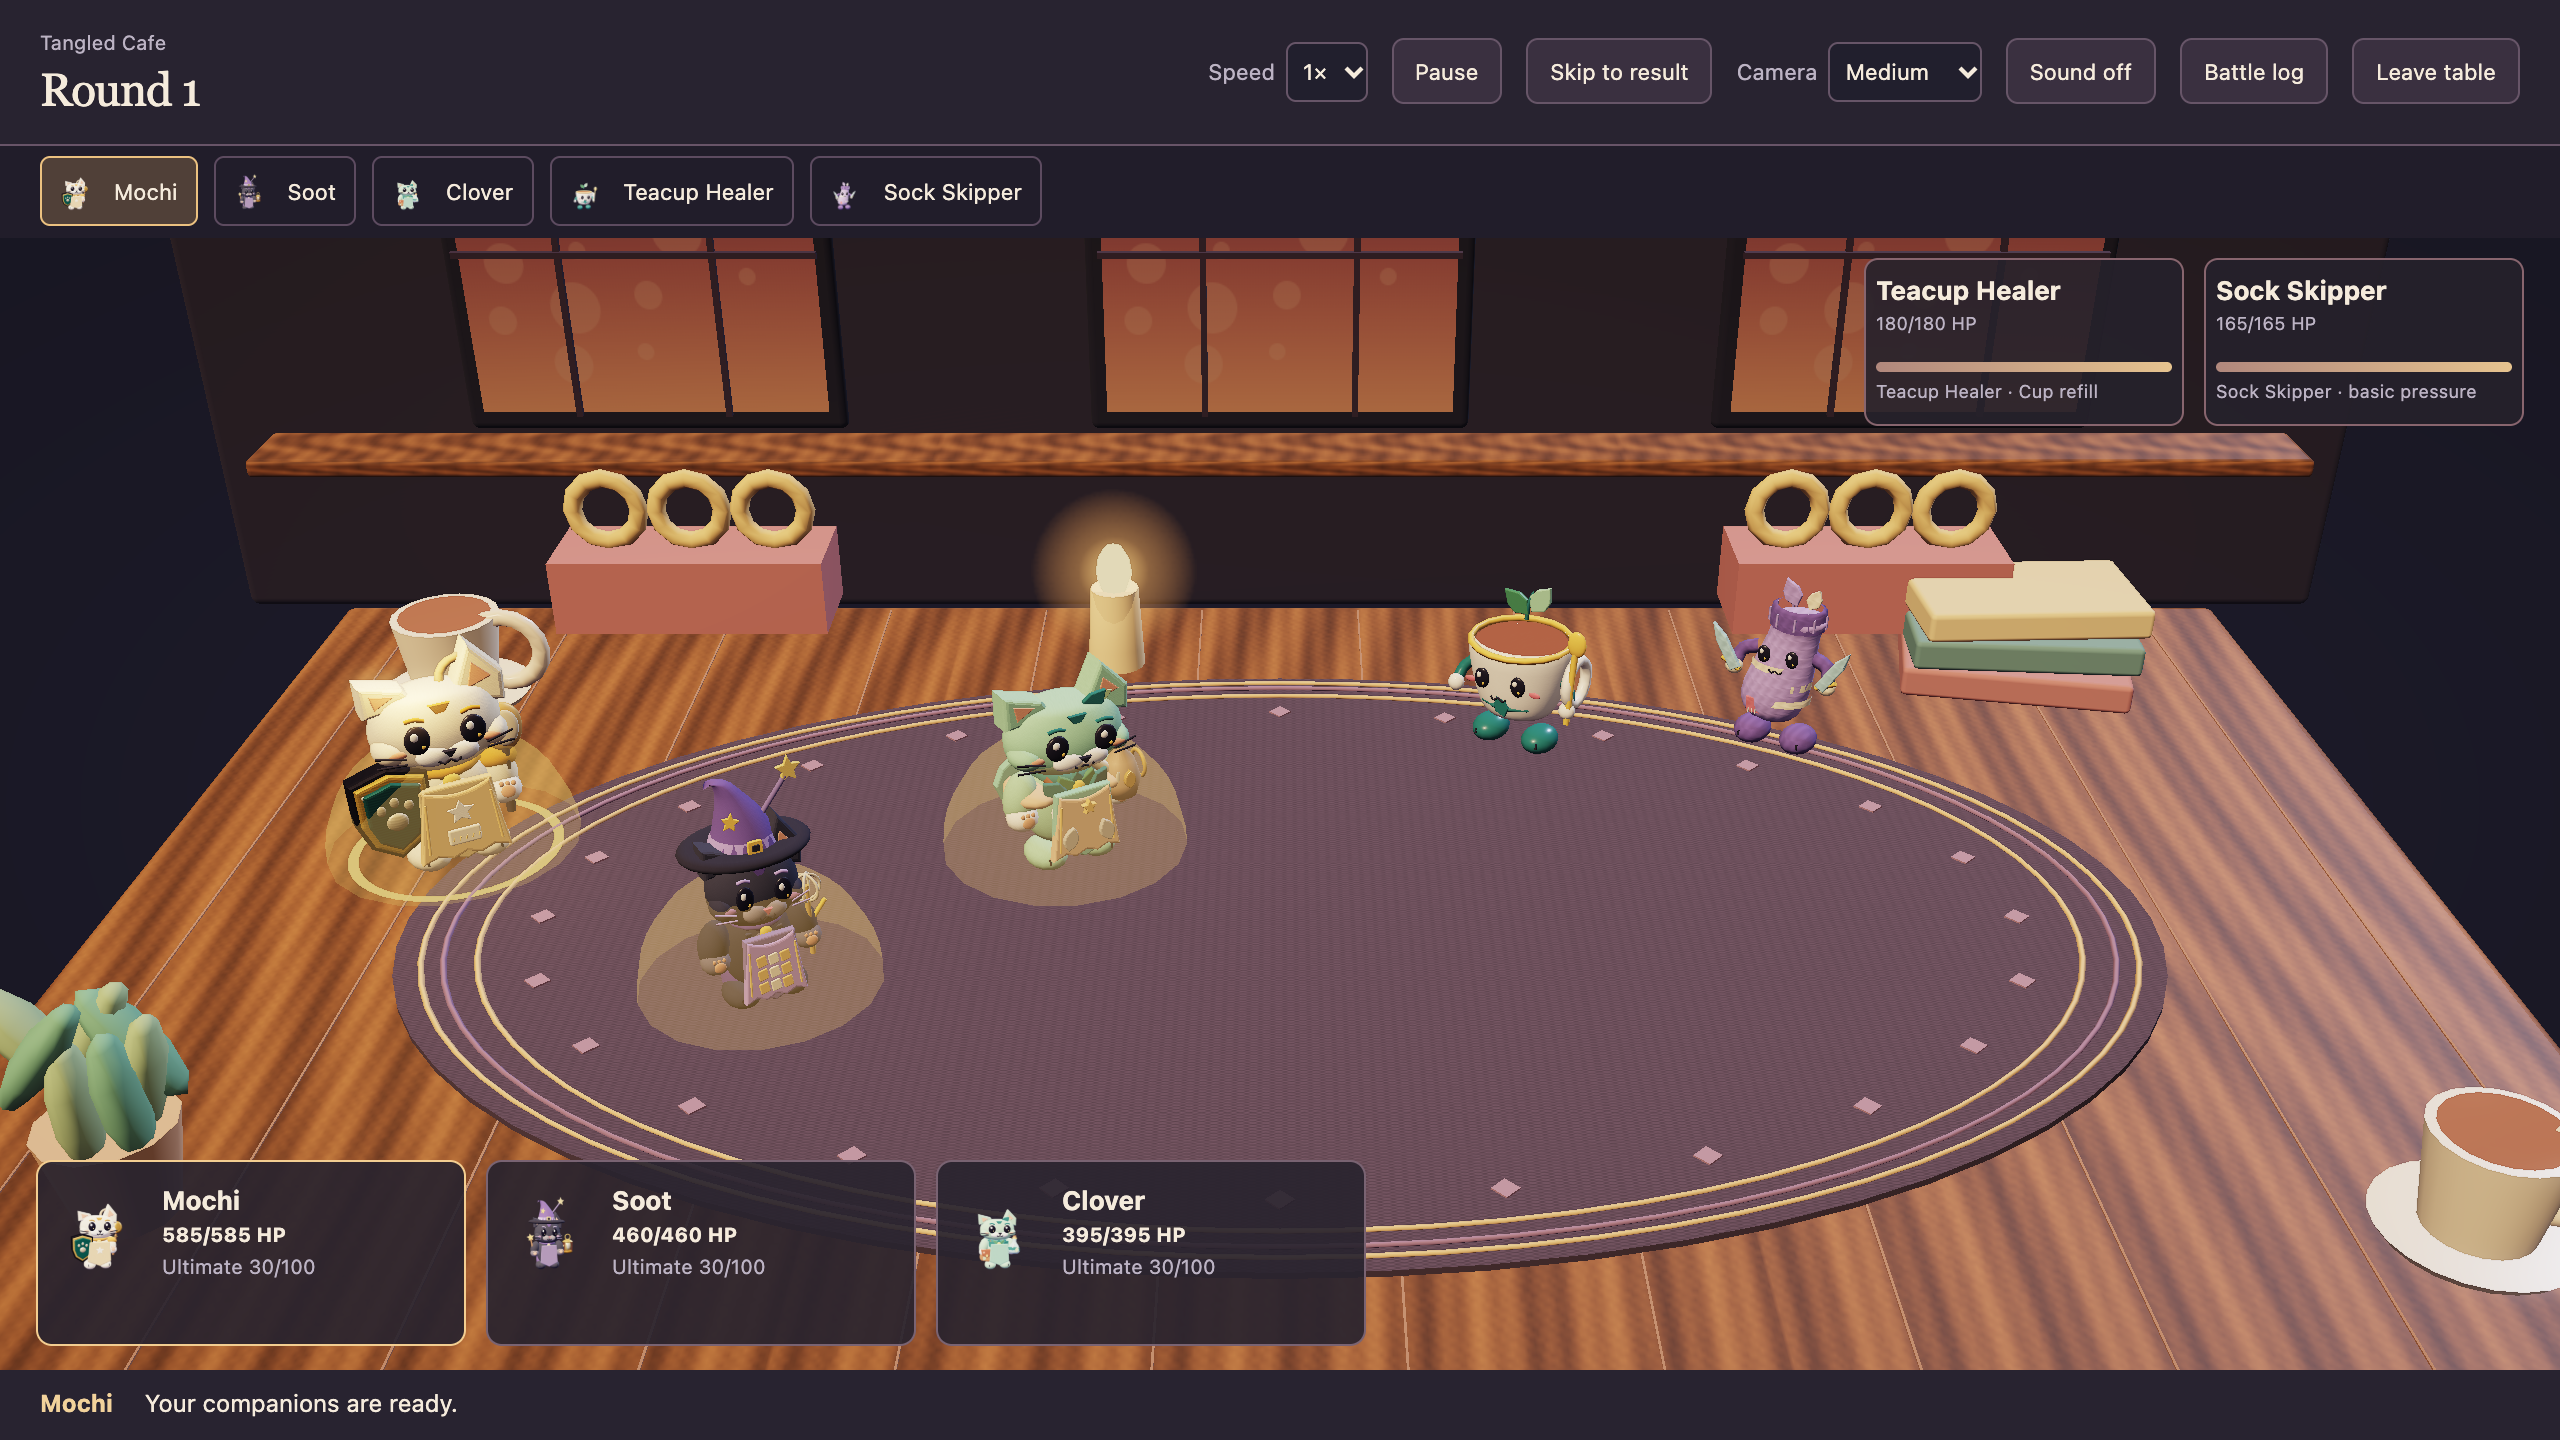 Tangled Cafe
Round 1
Speed 1× Pause Skip to result Camera Medium Sound off Battle log Leave table
Mochi Soot Clover Teacup Healer Sock Skipper
Teacup Healer
180/180 HP
Teacup Healer · Cup refill
Sock Skipper
165/165 HP
Sock Skipper · basic pressure
Mochi
585/585 HP
Ultimate 30/100
Soot
460/460 HP
Ultimate 30/100
Clover
395/395 HP
Ultimate 30/100
Mochi Your companions are ready.